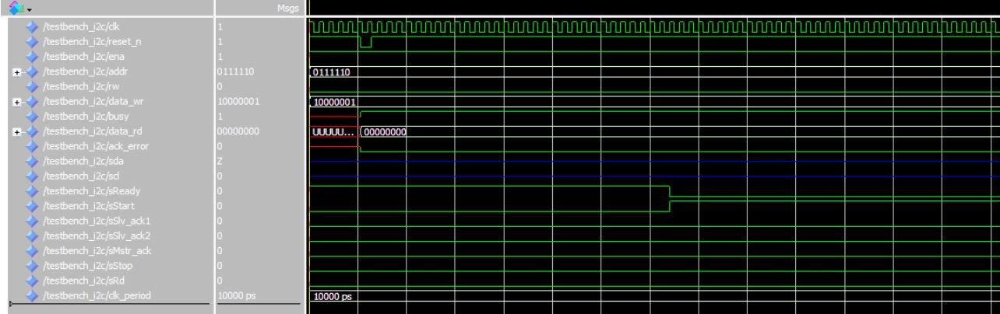 Msgs
/testbench_i2c/clk 1
/testbench_i2c/reset_n 1
/testbench_i2c/ena 1
/testbench_i2c/addr 0111110 0111110
/testbench_i2c/rw 0
/testbench_i2c/data_wr 10000001 10000001
/testbench_i2c/busy 1
/testbench_i2c/data_rd 00000000 UUUUU... 00000000
/testbench_i2c/ack_error 0
/testbench_i2c/sda Z
/testbench_i2c/scl 0
/testbench_i2c/sReady 0
/testbench_i2c/sStart 0
/testbench_i2c/sSlv_ack1 0
/testbench_i2c/sSlv_ack2 0
/testbench_i2c/sMstr_ack 0
/testbench_i2c/sStop 0
/testbench_i2c/sRd 0
/testbench_i2c/clk_period 10000 ps 10000 ps